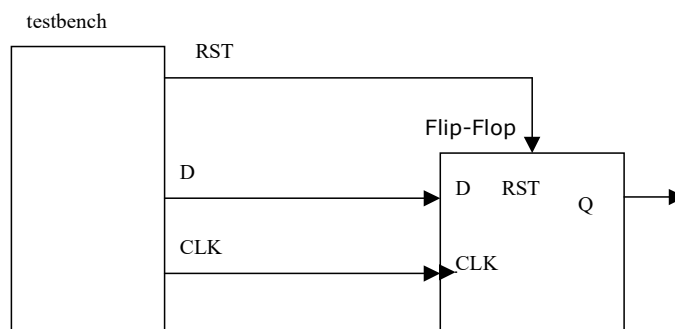 testbench
RST
Flip-Flop
D
D RST
Q
CLK
CLK